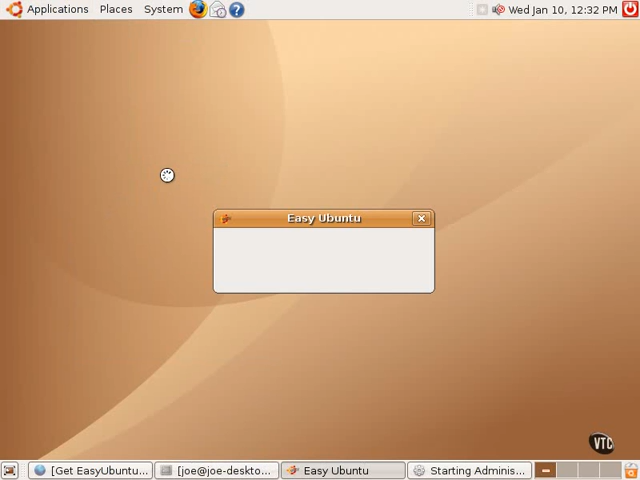 Applications Places System Wed Jan 10, 12:32 PM
Easy Ubuntu
VTC
[Get EasyUbuntu... [joe@joe-deskto... Easy Ubuntu Starting Adminis...